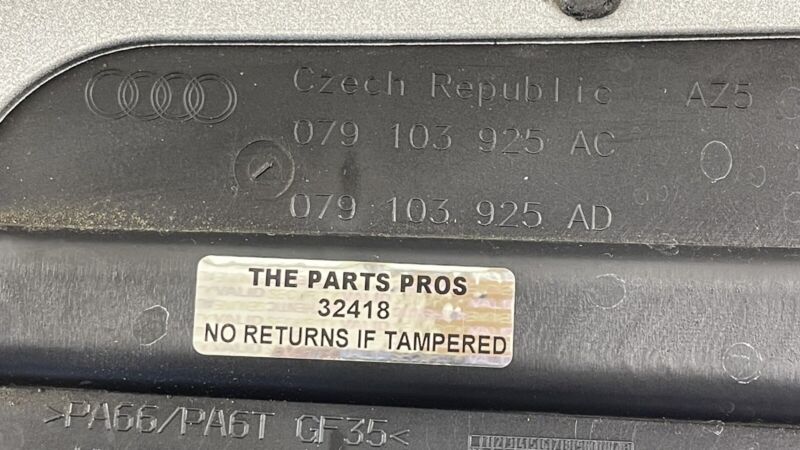 Czech Republic AZ5
079 103 925 AC
079 103 925 AD
THE PARTS PROS
32418
NO RETURNS IF TAMPERED
>PA66/PA6T GF35<